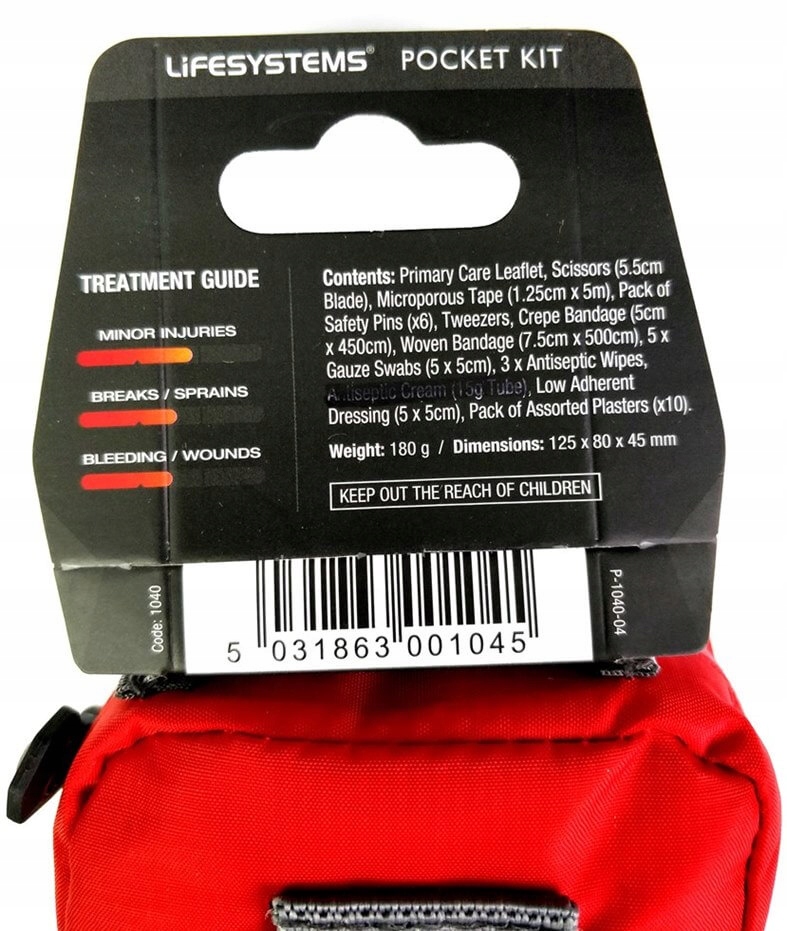 LiFESYSTEMS® POCKET KIT
TREATMENT GUIDE
MINOR INJURIES
BREAKS / SPRAINS
BLEEDING / WOUNDS
Contents: Primary Care Leaflet, Scissors (5.5cm
Blade), Microporous Tape (1.25cm x 5m), Pack of
Safety Pins (x6), Tweezers, Crepe Bandage (5cm
x 450cm), Woven Bandage (7.5cm x 500cm), 5 x
Gauze Swabs (5 x 5cm), 3 x Antiseptic Wipes,
Antiseptic Cream (15g Tube), Low Adherent
Dressing (5 x 5cm), Pack of Assorted Plasters (x10).
Weight: 180 g / Dimensions: 125 x 80 x 45 mm
KEEP OUT THE REACH OF CHILDREN
Code: 1040
5 031863 001045
P-1040-04